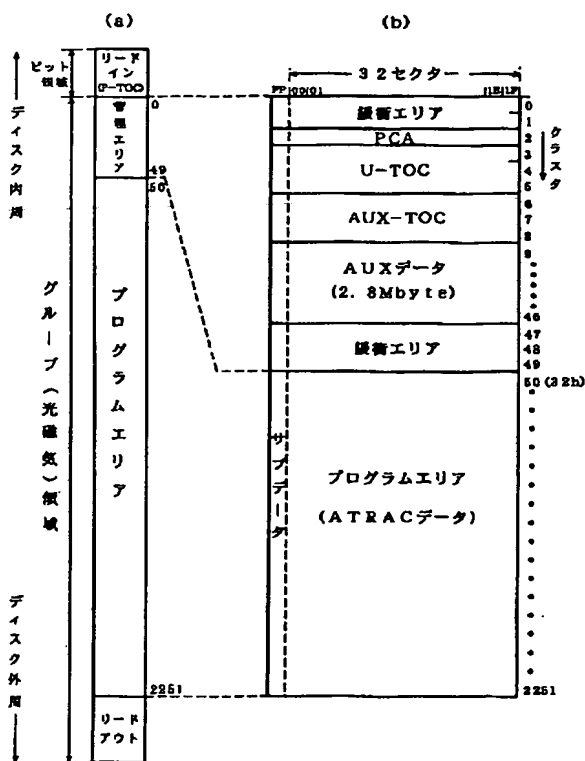 (a)
(b)
ピット領域
リードイン
(P-TOC)
管理エリア
0
49
50
プログラムエリア
2251
リードアウト
ディスク内周
グルーブ(光磁気)領域
ディスク外周
32セクター
FF 00 01
1E 1F
緩衝エリア
PCA
U-TOC
AUX-TOC
AUXデータ
(2.8Mbyte)
緩衝エリア
プログラムエリア
(ATRACデータ)
サブデータ
0
1
2
3
4
5
6
7
8
9
46
47
48
49
50 (32h)
2251
クラスタ